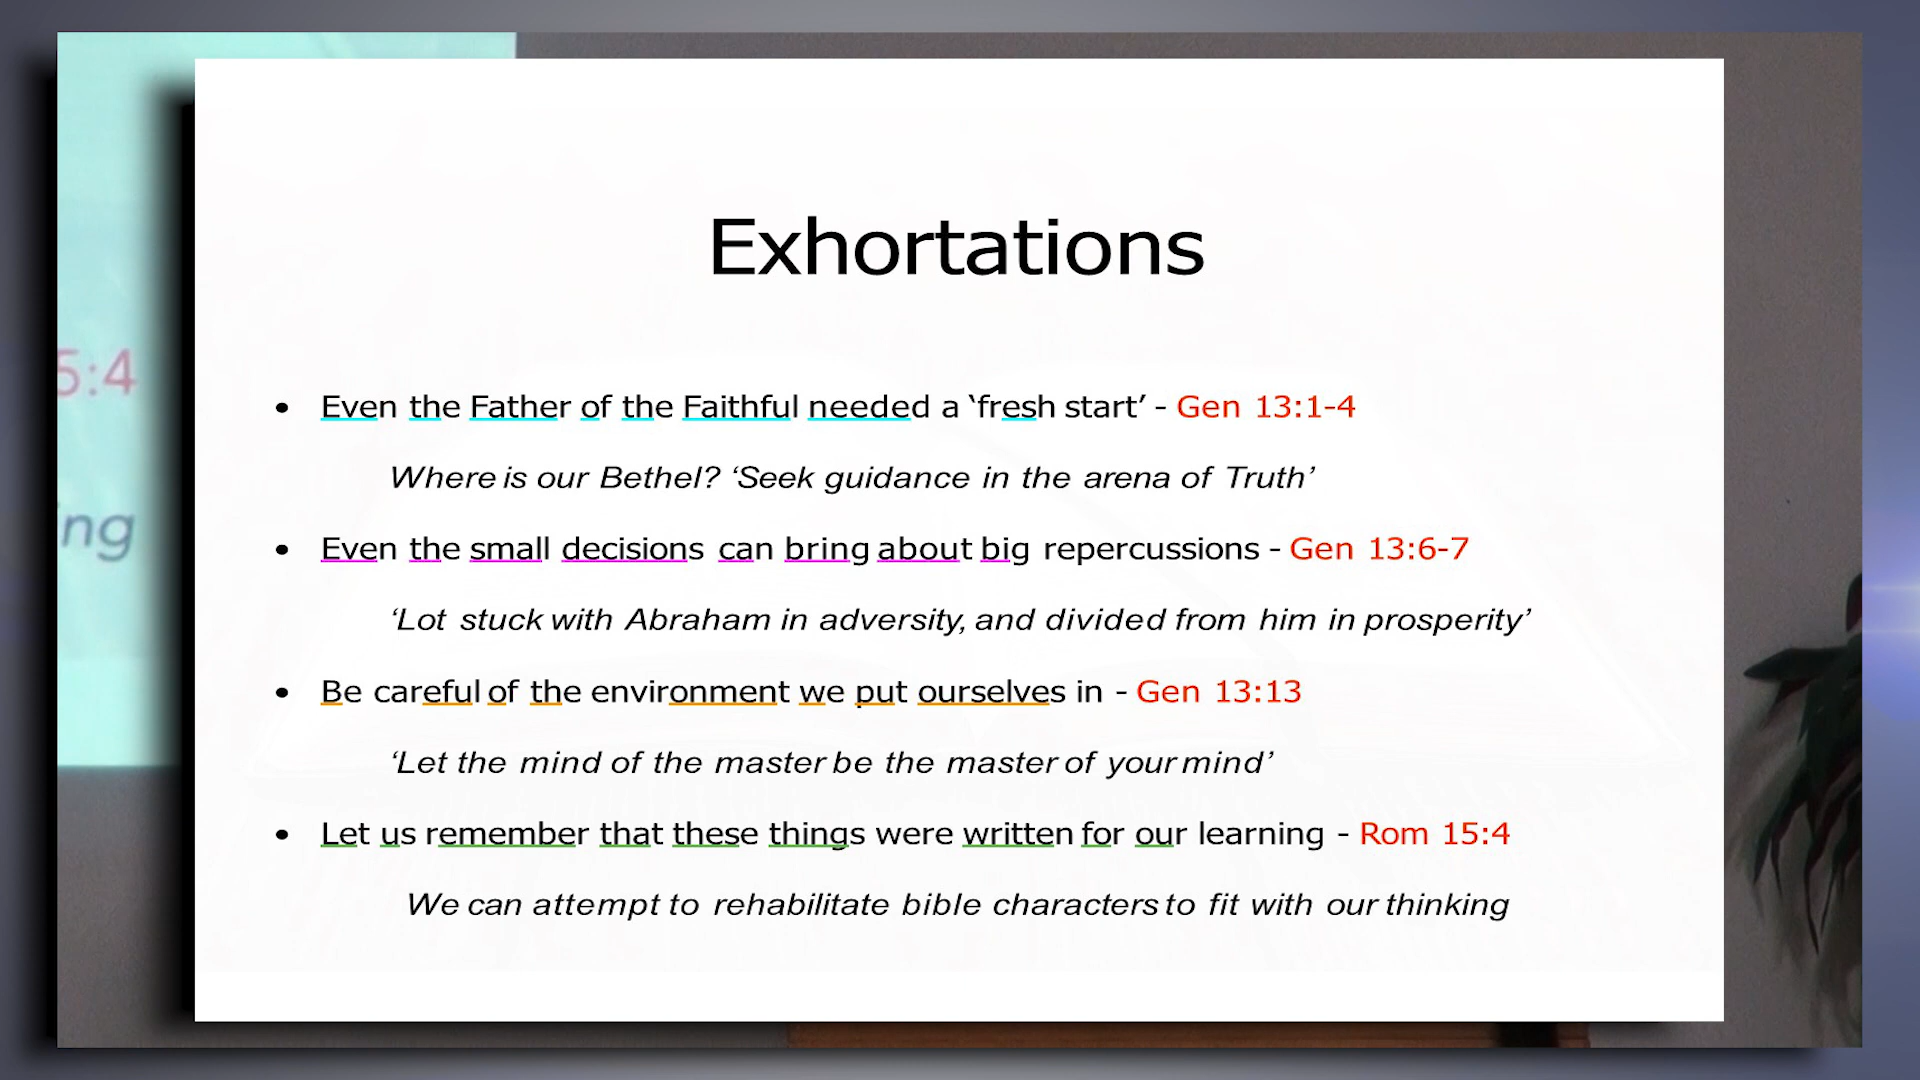 Exhortations
• Even the Father of the Faithful needed a ‘fresh start’ - Gen 13:1-4
Where is our Bethel? ‘Seek guidance in the arena of Truth’
• Even the small decisions can bring about big repercussions - Gen 13:6-7
‘Lot stuck with Abraham in adversity, and divided from him in prosperity’
• Be careful of the environment we put ourselves in - Gen 13:13
‘Let the mind of the master be the master of your mind’
• Let us remember that these things were written for our learning - Rom 15:4
We can attempt to rehabilitate bible characters to fit with our thinking
5:4
ng